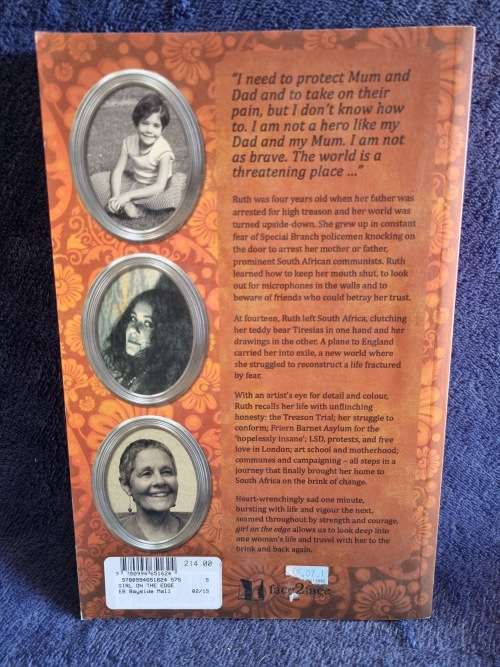 "I need to protect Mum and
Dad and to take on their
pain, but I don't know how
to. I am not a hero like my
Dad and my Mum. I am not
as brave. The world is a
threatening place ..."
Ruth was four years old when her father was
arrested for high treason and her world was
turned upside-down. She grew up in constant
fear of Special Branch policemen knocking on
the door to arrest her mother or father,
prominent South African communists. Ruth
learned how to keep her mouth shut, to look
out for microphones in the walls and to
beware of friends who could betray her trust.
At fourteen, Ruth left South Africa, clutching
her teddy bear Tiresias in one hand and her
drawings in the other. A plane to England
carried her into exile, a new world where
she struggled to reconstruct a life fractured
by fear.
With an artist's eye for detail and colour,
Ruth recalls her life with unflinching
honesty: the Treason Trial; her struggle to
conform; Friern Barnet Asylum for the
'hopelessly insane'; LSD, protests, and free
love in London; art school and motherhood;
communes and campaigning – all steps in a
journey that finally brought her home to
South Africa on the brink of change.
Heart-wrenchingly sad one minute,
bursting with life and vigour the next,
seamed throughout by strength and courage,
girl on the edge allows us to look deep into
one woman's life and travel with her to the
brink and back again.
214.00
9780994651624 575 5
GIRL ON THE EDGE
EB Bayside Mall 02/15
face2face